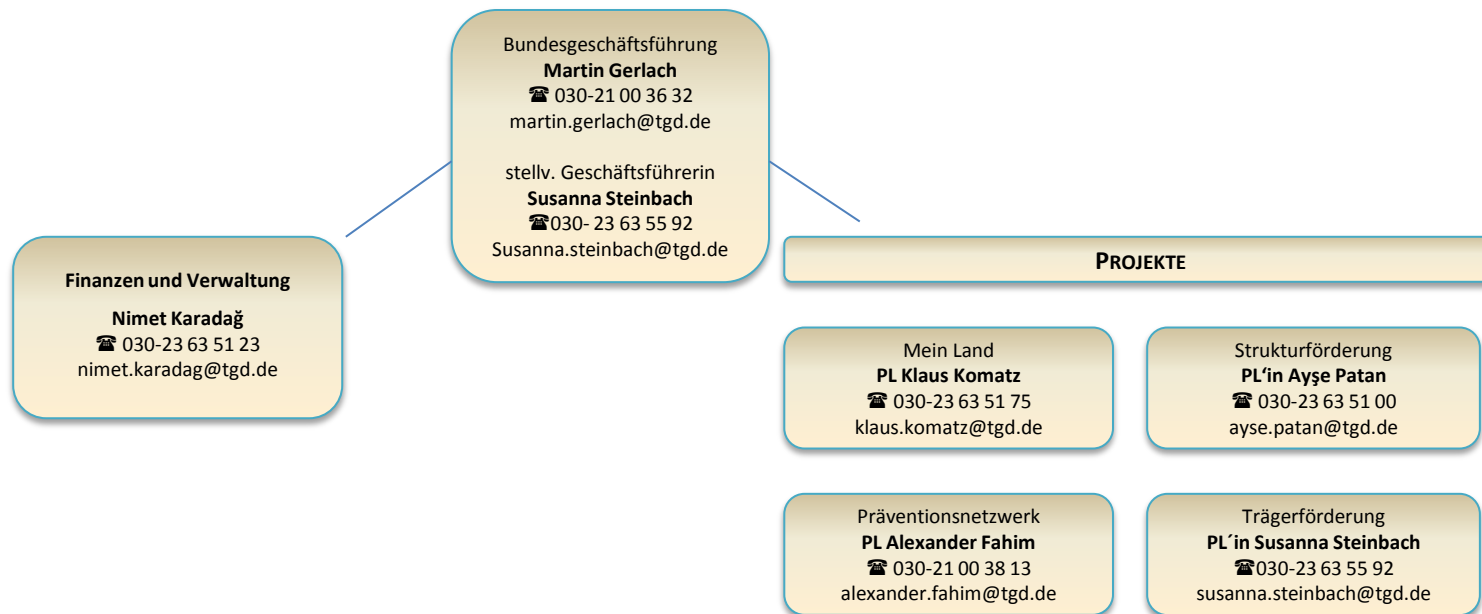 Bundesgeschäftsführung
Martin Gerlach
☎ 030-21 00 36 32
martin.gerlach@tgd.de
stellv. Geschäftsführerin
Susanna Steinbach
☎030- 23 63 55 92
Susanna.steinbach@tgd.de
Finanzen und Verwaltung
Nimet Karadağ
☎ 030-23 63 51 23
nimet.karadag@tgd.de
PROJEKTE
Mein Land
PL Klaus Komatz
☎ 030-23 63 51 75
klaus.komatz@tgd.de
Strukturförderung
PL‘in Ayşe Patan
☎ 030-23 63 51 00
ayse.patan@tgd.de
Präventionsnetzwerk
PL Alexander Fahim
☎ 030-21 00 38 13
alexander.fahim@tgd.de
Trägerförderung
PL´in Susanna Steinbach
☎030-23 63 55 92
susanna.steinbach@tgd.de